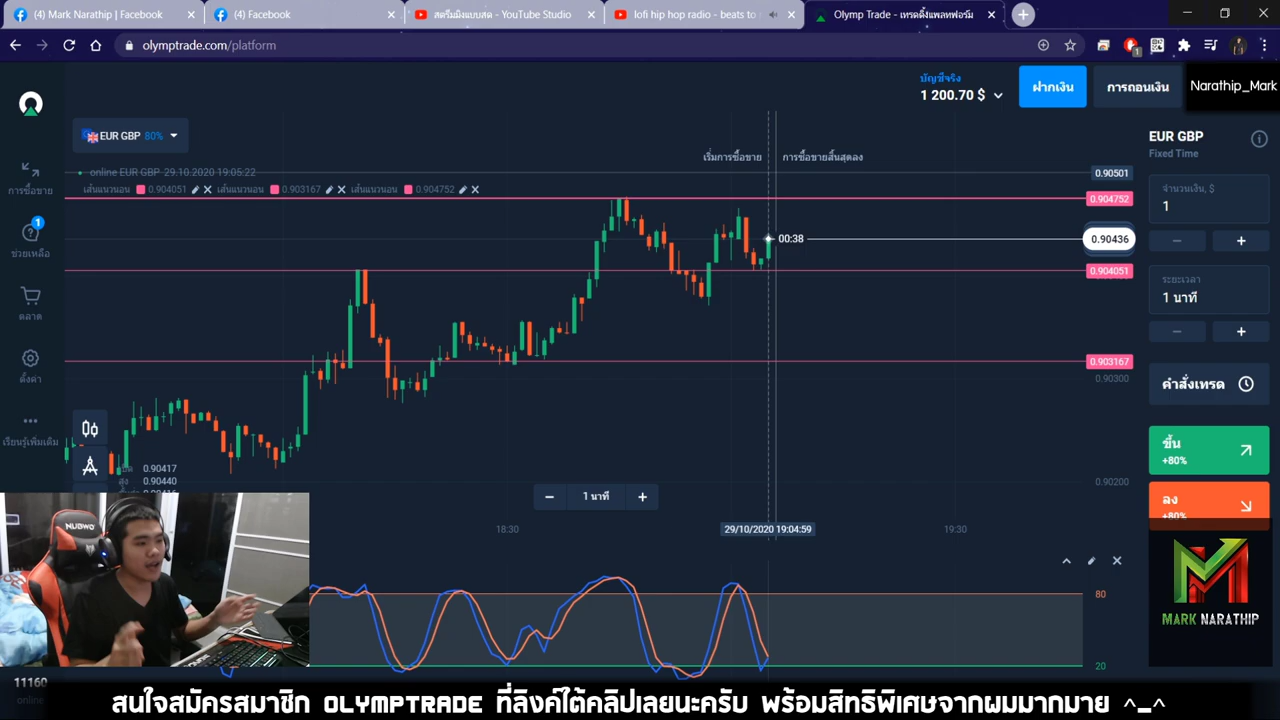 (4) Mark Narathip | Facebook
(4) Facebook
สตรีมมิงแบบสด - YouTube Studio
lofi hip hop radio - beats to
Olymp Trade - เทรดดิ้งแพลทฟอร์ม
olymptrade.com/platform
1
บัญชีจริง
1 200.70 $
ฝากเงิน
การถอนเงิน
Narathip_Mark
EUR GBP 80%
EUR GBP
Fixed Time
เริ่มการซื้อขาย
การซื้อขายสิ้นสุดลง
online EUR GBP 29.10.2020 19:05:22
0.90501
เส้นแนวนอน 0.904051 เส้นแนวนอน 0.903167 เส้นแนวนอน 0.904752
0.904752
การซื้อขาย
จำนวนเงิน, $
1
1
ช่วยเหลือ
00:38
0.90436
0.904051
ระยะเวลา
1 นาที
ตลาด
0.903167
0.90300
คำสั่งเทรด
ตั้งค่า
เรียนรู้เพิ่มเติม
ขึ้น
+80%
0.90417
สูง 0.90440
0.90416
0.90200
1 นาที
ลง
+80%
18:30
29/10/2020 19:04:59
19:30
NUBWO
80
MARK NARATHIP
20
11160
online
สนใจสมัครสมาชิก OLYMPTRADE ที่ลิงค์ใต้คลิปเลยนะครับ พร้อมสิทธิพิเศษจากผมมากมาย ^_^